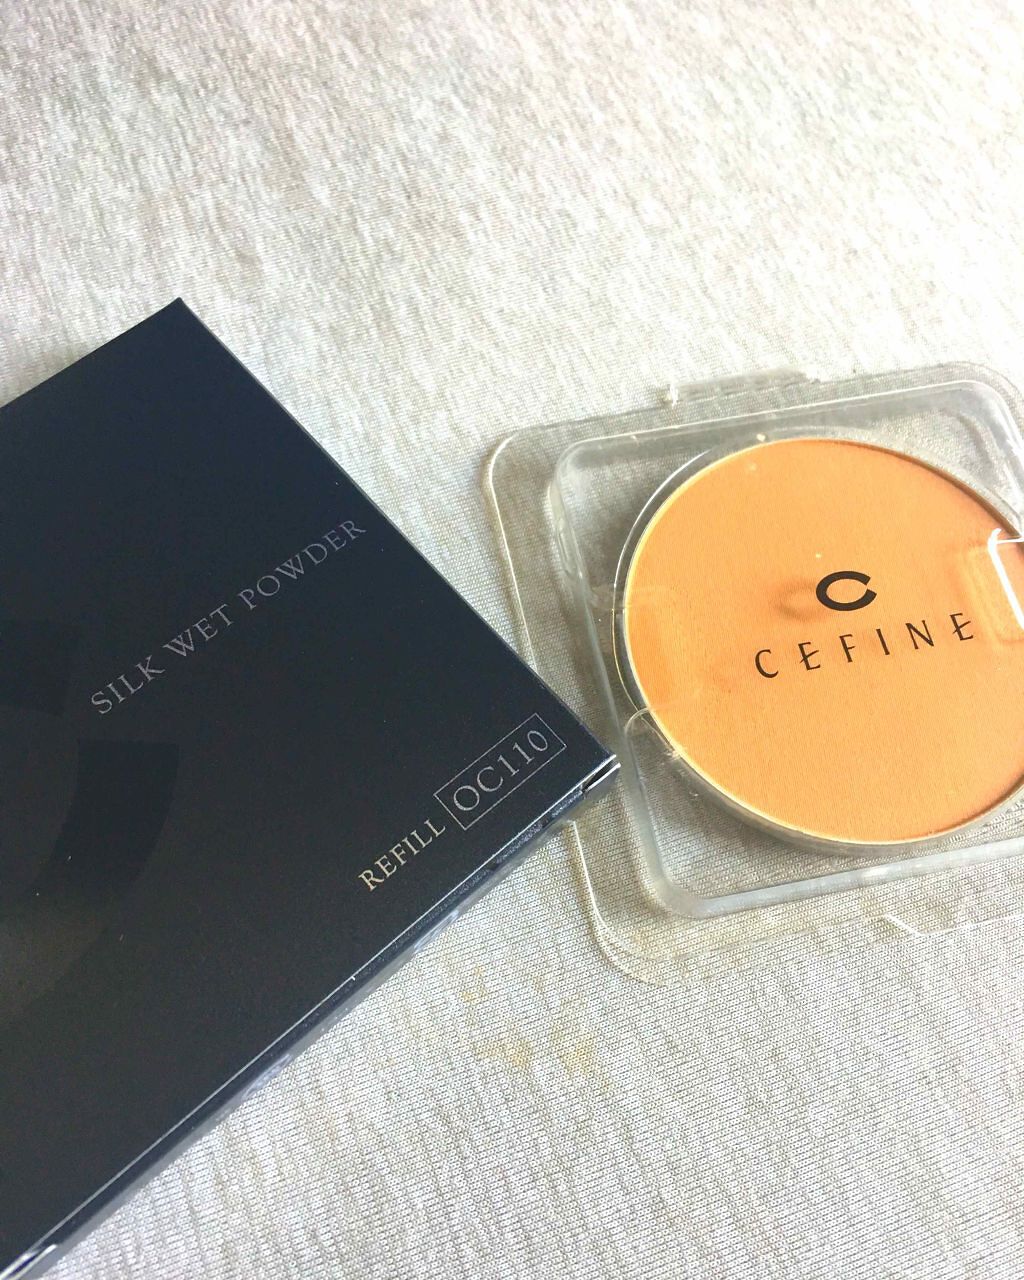 SILK WET POWDER
REFILL OC110
CEFINE